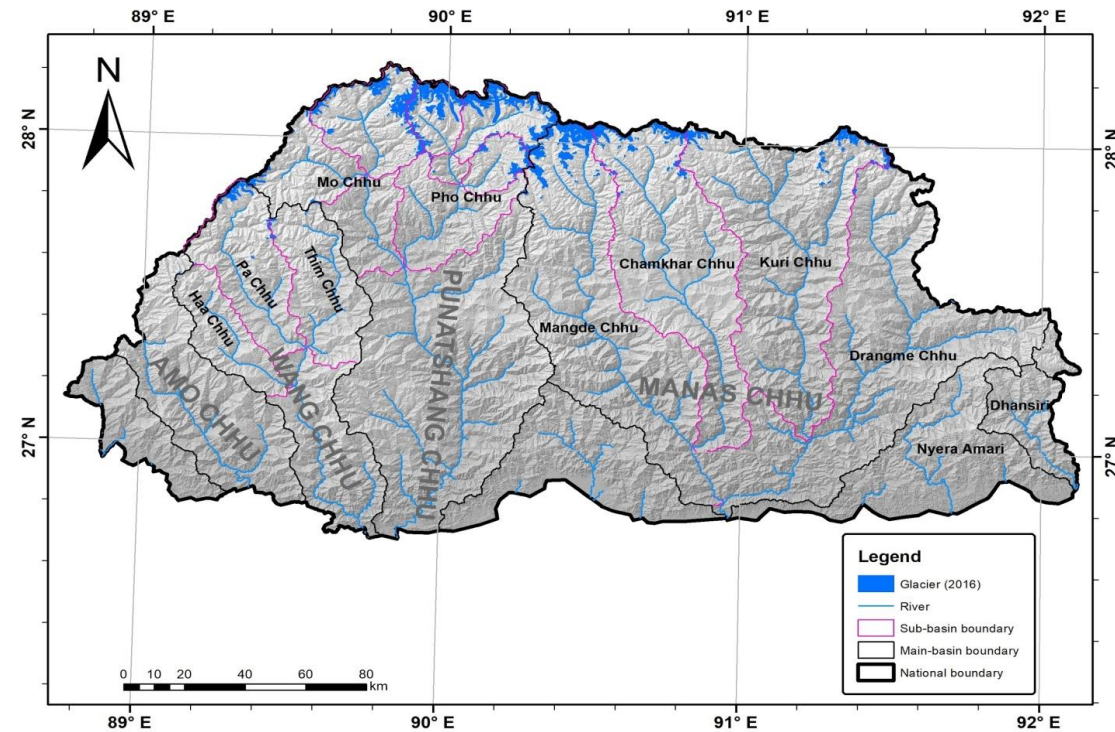 89° E
90° E
91° E
92° E
N
28° N
28° N
Mo Chhu
Pho Chhu
Thim Chhu
Pa Chhu
Haa Chhu
Chamkhar Chhu
Kuri Chhu
PUNATSHANG CHHU
Mangde Chhu
Drangme Chhu
WANG CHHU
AMO CHHU
MANAS CHHU
Dhansiri
Nyera Amari
27° N
27° N
Legend
Glacier (2016)
River
Sub-basin boundary
Main-basin boundary
National boundary
0 10 20 40 60 80
km
89° E
90° E
91° E
92° E